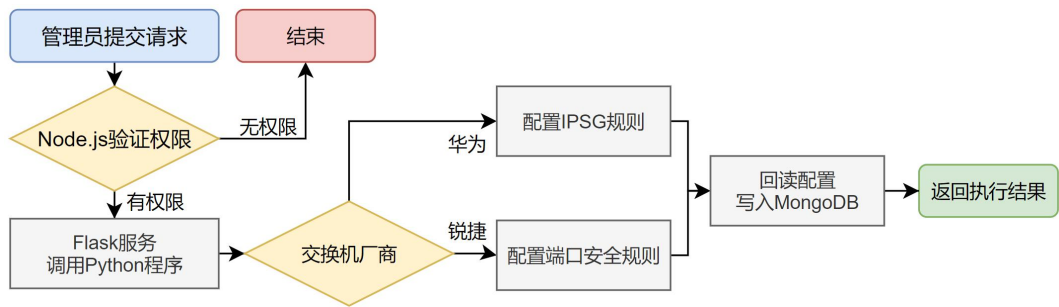 管理员提交请求
结束
Node.js验证权限
无权限
有权限
Flask服务
调用Python程序
交换机厂商
华为
配置IPSG规则
锐捷
配置端口安全规则
回读配置
写入MongoDB
返回执行结果